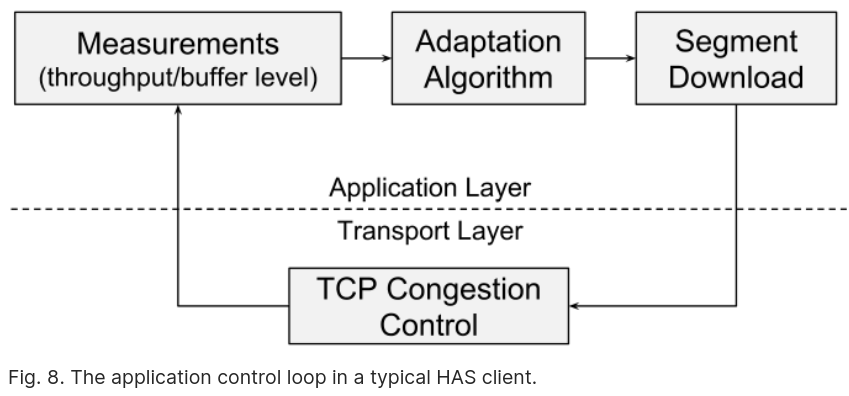 Measurements
(throughput/buffer level)
Adaptation
Algorithm
Segment
Download
Application Layer
Transport Layer
TCP Congestion
Control
Fig. 8. The application control loop in a typical HAS client.